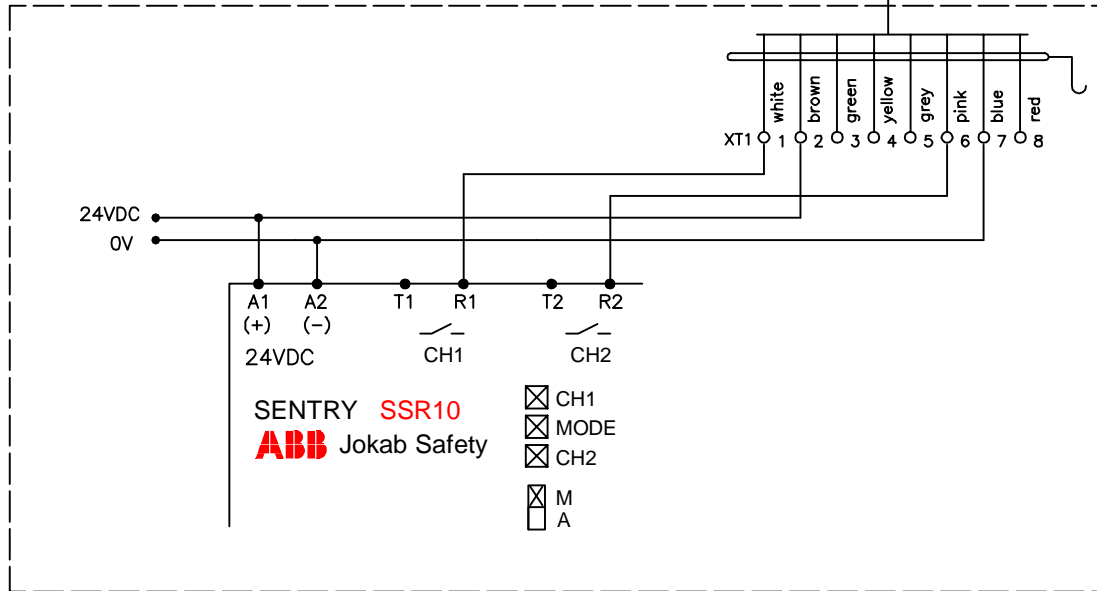 white brown green yellow grey pink blue red
XT1 1 2 3 4 5 6 7 8
24VDC
0V
A1 A2 T1 R1 T2 R2
(+) (−)
24VDC CH1 CH2
SENTRY SSR10
ABB Jokab Safety
CH1
MODE
CH2
M
A